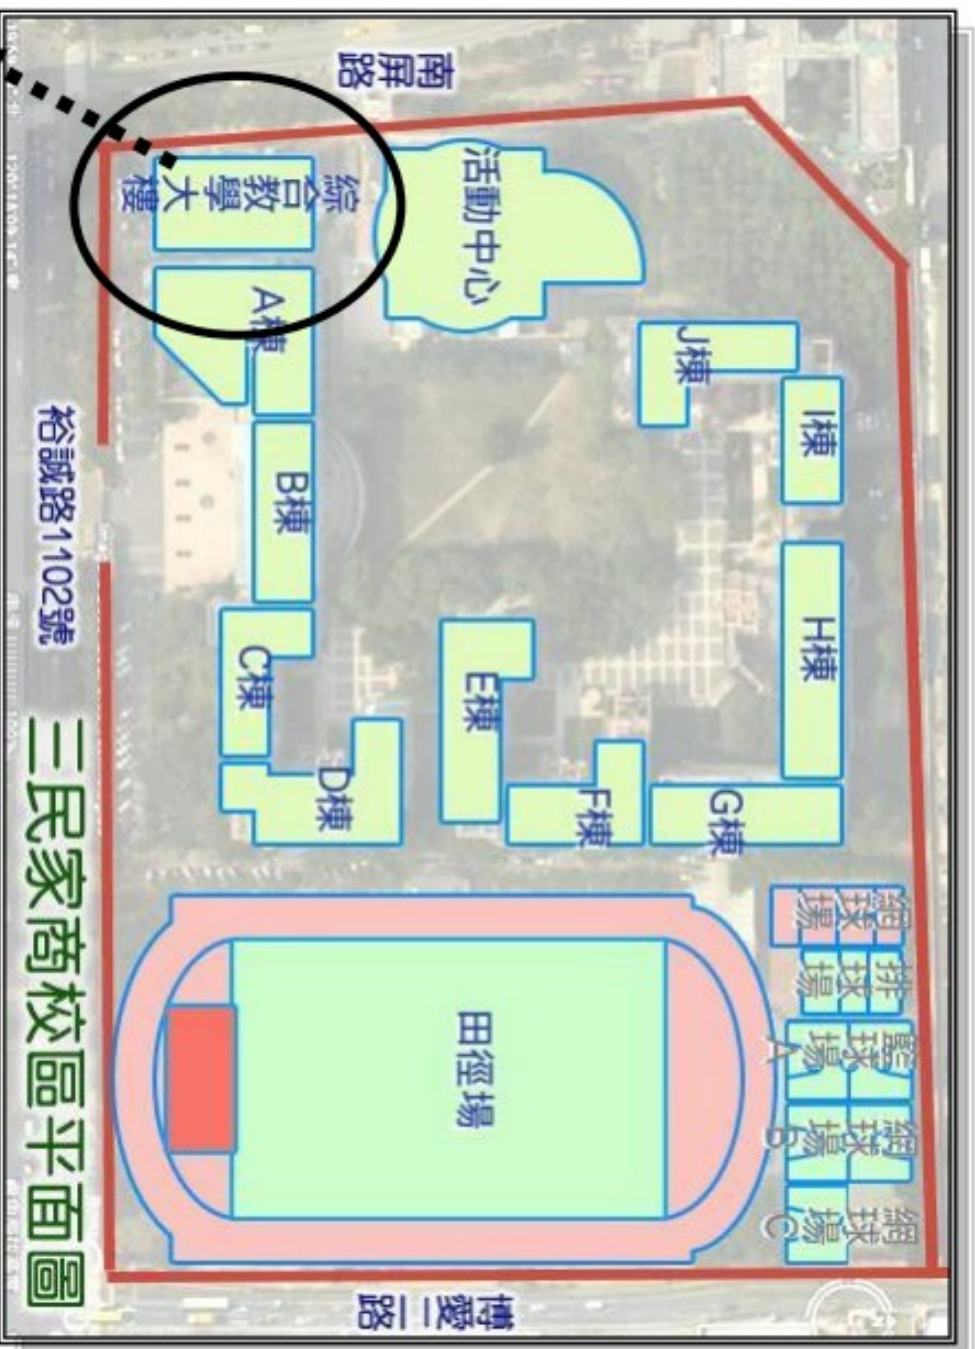 南屏路
綜合教學大樓
活動中心
A棟
J棟
I棟
B棟
裕誠路1102號
H棟
C棟
E棟
D棟
F棟
G棟
網球場
排球場
籃球場A
網球場B
網球場C
田徑場
博愛二路
三民家商校區平面圖